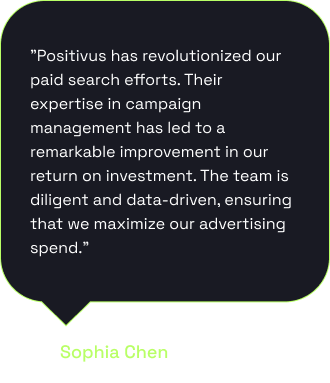 ”Positivus has revolutionized our
paid search efforts. Their
expertise in campaign
management has led to a
remarkable improvement in our
return on investment. The team is
diligent and data-driven, ensuring
that we maximize our advertising
spend.”
Sophia Chen